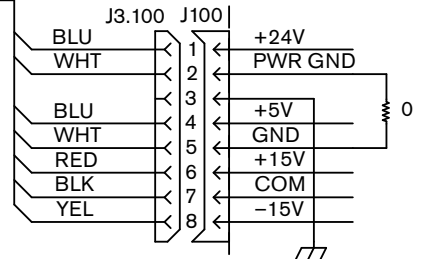 J3.100 J100
BLU 1 +24V
WHT 2 PWR GND
3
BLU 4 +5V
WHT 5 GND
RED 6 +15V
BLK 7 COM
YEL 8 −15V
0